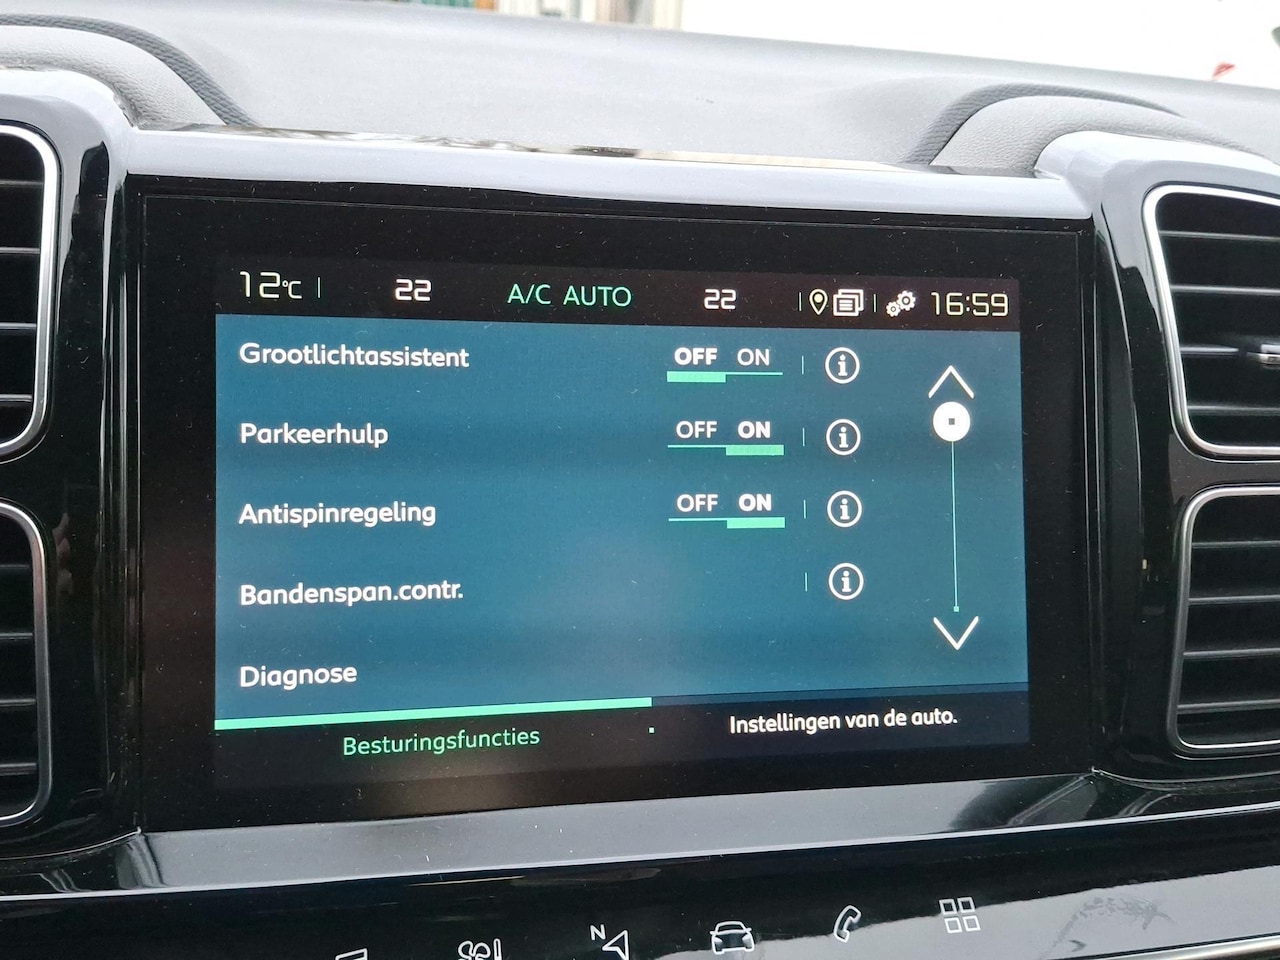 12°C 22 A/C AUTO 22 16:59
Grootlichtassistent OFF ON
Parkeerhulp OFF ON
Antispinregeling OFF ON
Bandenspan.contr.
Diagnose
Besturingsfuncties Instellingen van de auto.
N